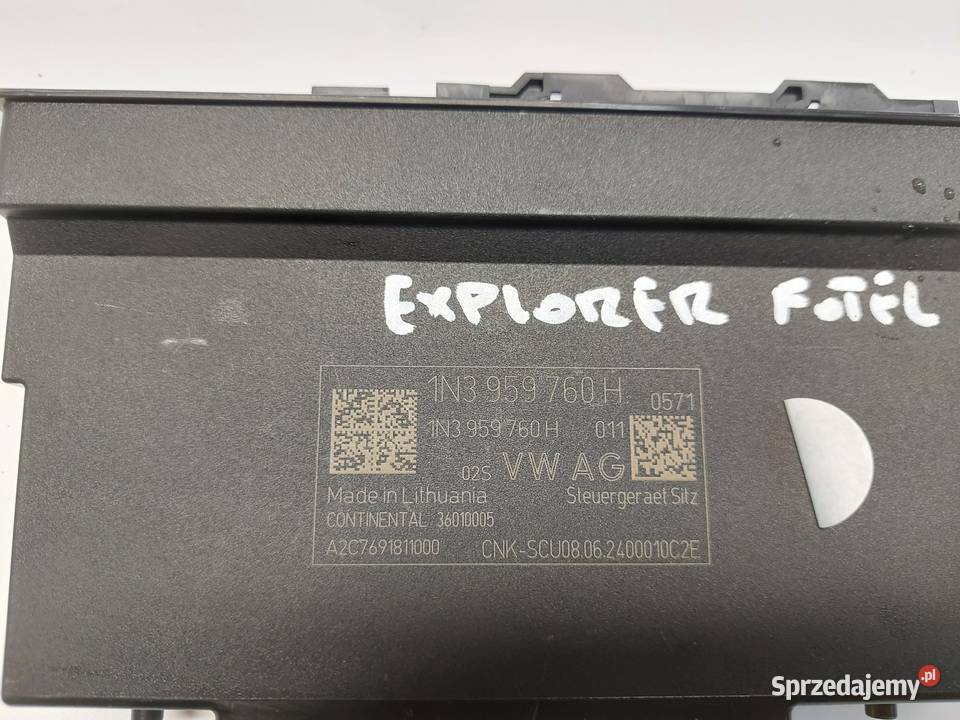 EXPLORER FOTEL
1N3 959 760 H 0571
1N3 959 760 H 011
02S VW AG
Made in Lithuania Steuergeraet Sitz
CONTINENTAL 36010005
A2C7691811000 CNK-SCU08.06.2400010C2E
Sprzedajemy.pl